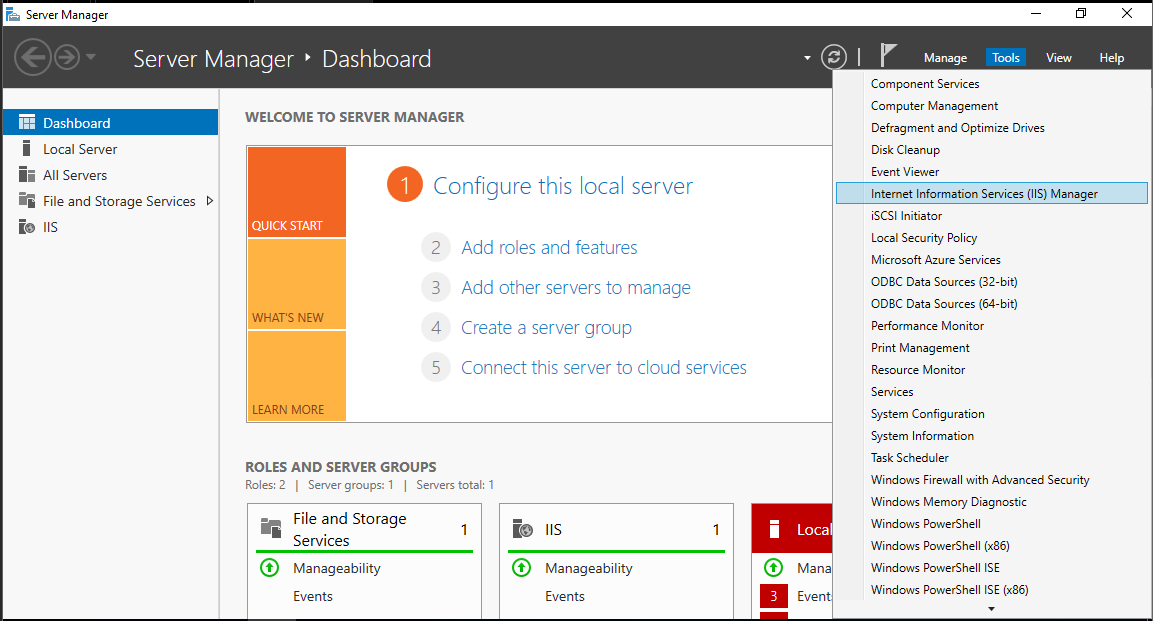 Server Manager
Server Manager ‣ Dashboard
Manage
Tools
View
Help
Dashboard
Local Server
All Servers
File and Storage Services
IIS
WELCOME TO SERVER MANAGER
QUICK START
WHAT'S NEW
LEARN MORE
1 Configure this local server
2 Add roles and features
3 Add other servers to manage
4 Create a server group
5 Connect this server to cloud services
ROLES AND SERVER GROUPS
Roles: 2 | Server groups: 1 | Servers total: 1
File and Storage
Services
1
Manageability
Events
IIS
1
Manageability
Events
Local
Mana
3 Event
Component Services
Computer Management
Defragment and Optimize Drives
Disk Cleanup
Event Viewer
Internet Information Services (IIS) Manager
iSCSI Initiator
Local Security Policy
Microsoft Azure Services
ODBC Data Sources (32-bit)
ODBC Data Sources (64-bit)
Performance Monitor
Print Management
Resource Monitor
Services
System Configuration
System Information
Task Scheduler
Windows Firewall with Advanced Security
Windows Memory Diagnostic
Windows PowerShell
Windows PowerShell (x86)
Windows PowerShell ISE
Windows PowerShell ISE (x86)